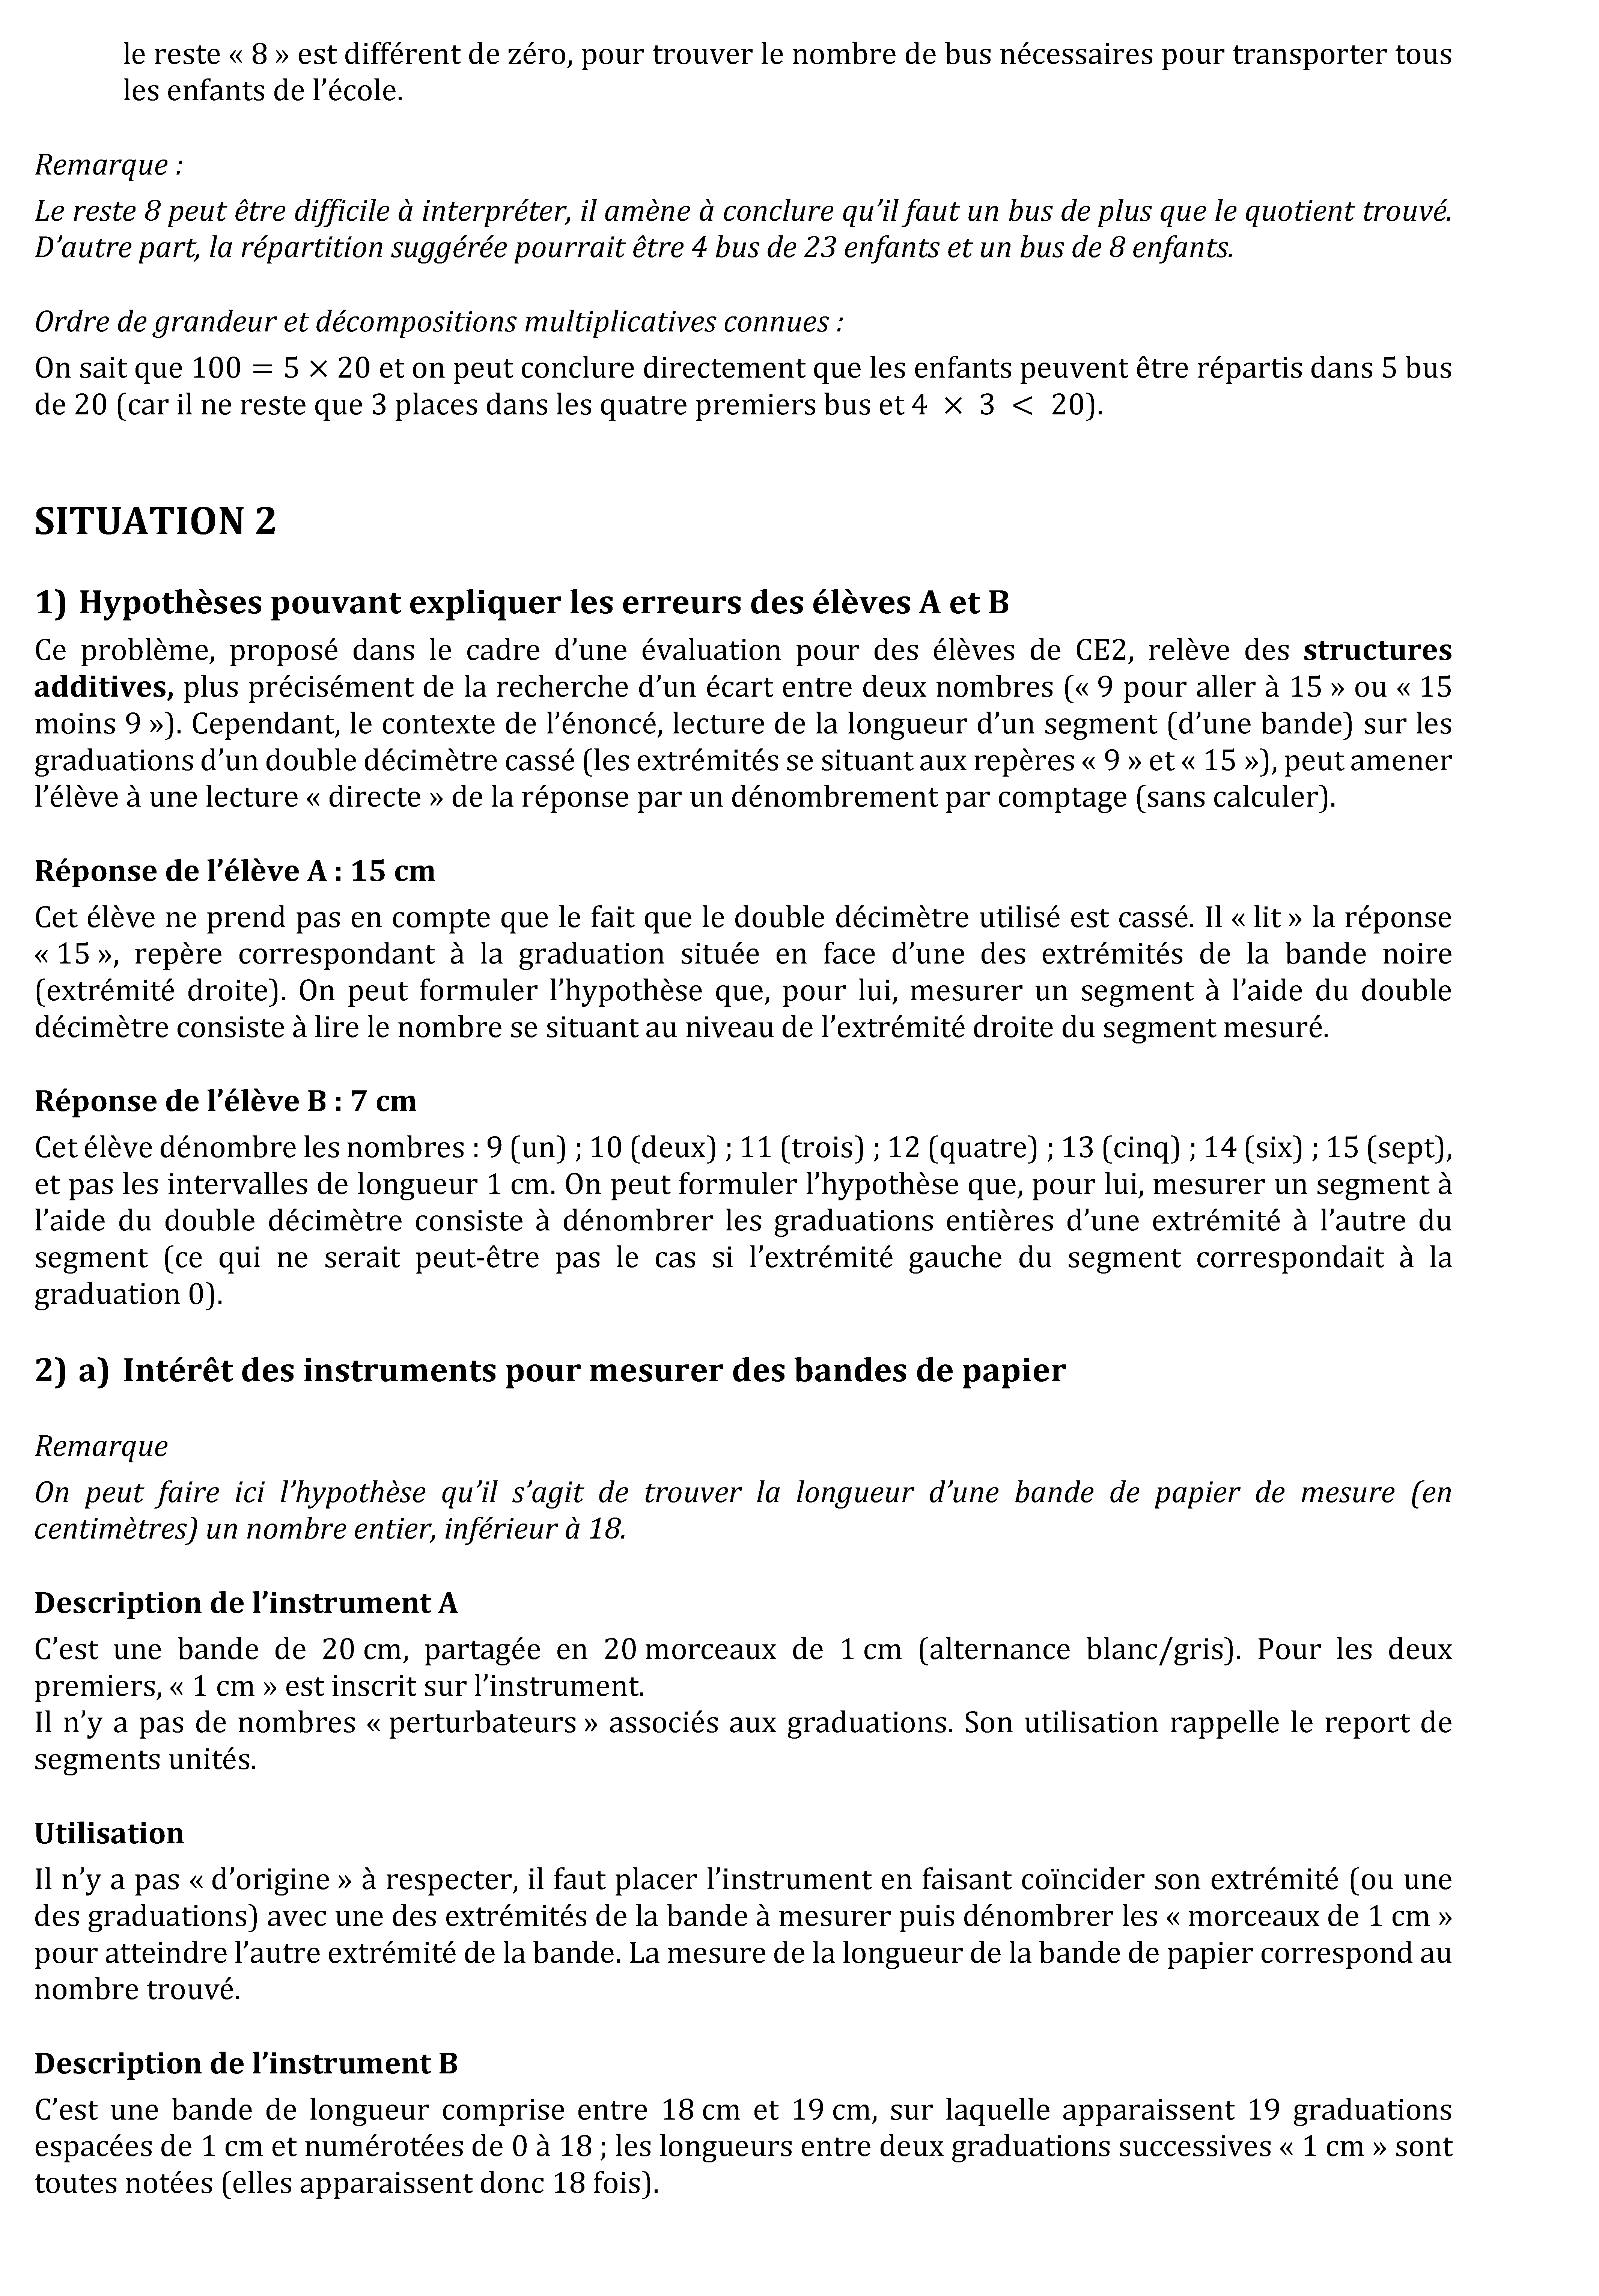 le reste « 8 » est différent de zéro, pour trouver le nombre de bus nécessaires pour transporter tous
les enfants de l’école.
Remarque :
Le reste 8 peut être difficile à interpréter, il amène à conclure qu’il faut un bus de plus que le quotient trouvé.
D’autre part, la répartition suggérée pourrait être 4 bus de 23 enfants et un bus de 8 enfants.
Ordre de grandeur et décompositions multiplicatives connues :
On sait que 100 = 5 × 20 et on peut conclure directement que les enfants peuvent être répartis dans 5 bus
de 20 (car il ne reste que 3 places dans les quatre premiers bus et 4 × 3 < 20).
SITUATION 2
1) Hypothèses pouvant expliquer les erreurs des élèves A et B
Ce problème, proposé dans le cadre d’une évaluation pour des élèves de CE2, relève des structures
additives, plus précisément de la recherche d’un écart entre deux nombres (« 9 pour aller à 15 » ou « 15
moins 9 »). Cependant, le contexte de l’énoncé, lecture de la longueur d’un segment (d’une bande) sur les
graduations d’un double décimètre cassé (les extrémités se situant aux repères « 9 » et « 15 »), peut amener
l’élève à une lecture « directe » de la réponse par un dénombrement par comptage (sans calculer).
Réponse de l’élève A : 15 cm
Cet élève ne prend pas en compte que le fait que le double décimètre utilisé est cassé. Il « lit » la réponse
« 15 », repère correspondant à la graduation située en face d’une des extrémités de la bande noire
(extrémité droite). On peut formuler l’hypothèse que, pour lui, mesurer un segment à l’aide du double
décimètre consiste à lire le nombre se situant au niveau de l’extrémité droite du segment mesuré.
Réponse de l’élève B : 7 cm
Cet élève dénombre les nombres : 9 (un) ; 10 (deux) ; 11 (trois) ; 12 (quatre) ; 13 (cinq) ; 14 (six) ; 15 (sept),
et pas les intervalles de longueur 1 cm. On peut formuler l’hypothèse que, pour lui, mesurer un segment à
l’aide du double décimètre consiste à dénombrer les graduations entières d’une extrémité à l’autre du
segment (ce qui ne serait peut-être pas le cas si l’extrémité gauche du segment correspondait à la
graduation 0).
2) a) Intérêt des instruments pour mesurer des bandes de papier
Remarque
On peut faire ici l’hypothèse qu’il s’agit de trouver la longueur d’une bande de papier de mesure (en
centimètres) un nombre entier, inférieur à 18.
Description de l’instrument A
C’est une bande de 20 cm, partagée en 20 morceaux de 1 cm (alternance blanc/gris). Pour les deux
premiers, « 1 cm » est inscrit sur l’instrument.
Il n’y a pas de nombres « perturbateurs » associés aux graduations. Son utilisation rappelle le report de
segments unités.
Utilisation
Il n’y a pas « d’origine » à respecter, il faut placer l’instrument en faisant coïncider son extrémité (ou une
des graduations) avec une des extrémités de la bande à mesurer puis dénombrer les « morceaux de 1 cm »
pour atteindre l’autre extrémité de la bande. La mesure de la longueur de la bande de papier correspond au
nombre trouvé.
Description de l’instrument B
C’est une bande de longueur comprise entre 18 cm et 19 cm, sur laquelle apparaissent 19 graduations
espacées de 1 cm et numérotées de 0 à 18 ; les longueurs entre deux graduations successives « 1 cm » sont
toutes notées (elles apparaissent donc 18 fois).